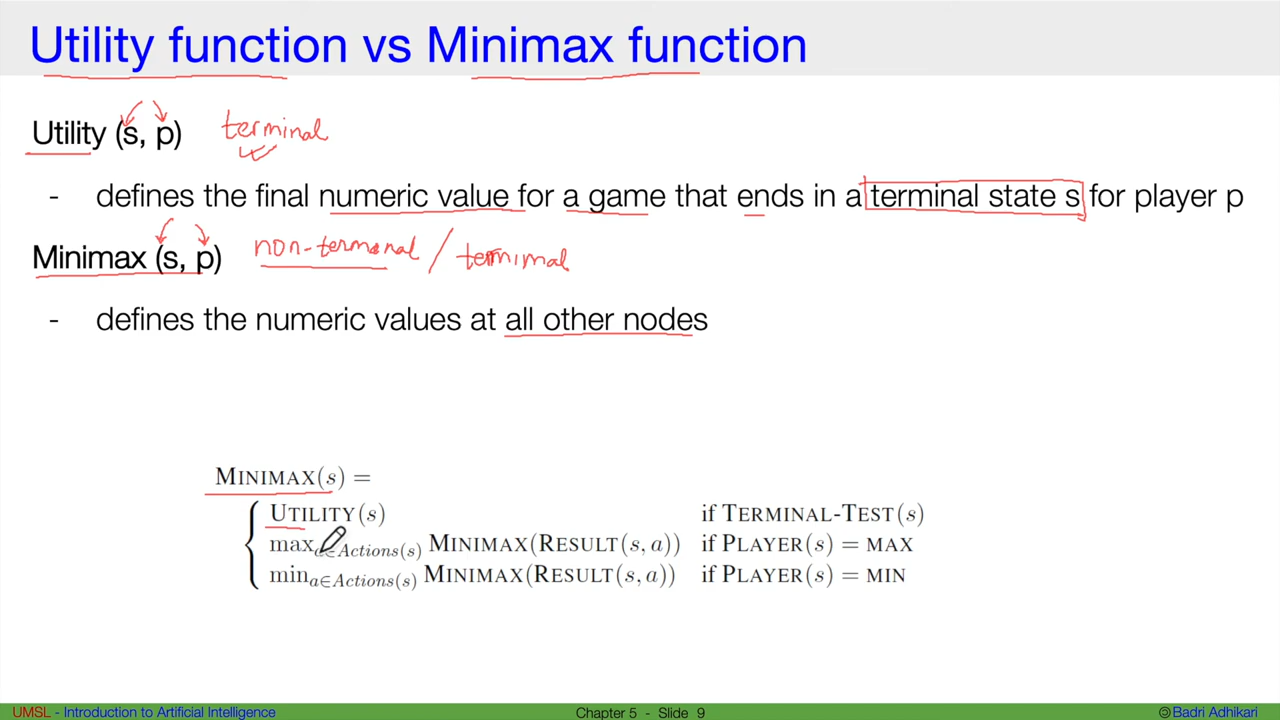 Utility function vs Minimax function
Utility (s, p) terminal
- defines the final numeric value for a game that ends in a terminal state s for player p
Minimax (s, p) non-termonal / termimal
- defines the numeric values at all other nodes
MINIMAX(s) =
UTILITY(s) if TERMINAL-TEST(s)
max a∈Actions(s) MINIMAX(RESULT(s, a)) if PLAYER(s) = MAX
min a∈Actions(s) MINIMAX(RESULT(s, a)) if PLAYER(s) = MIN
UMSL - Introduction to Artificial Intelligence Chapter 5 - Slide 9 @Badri Adhikari